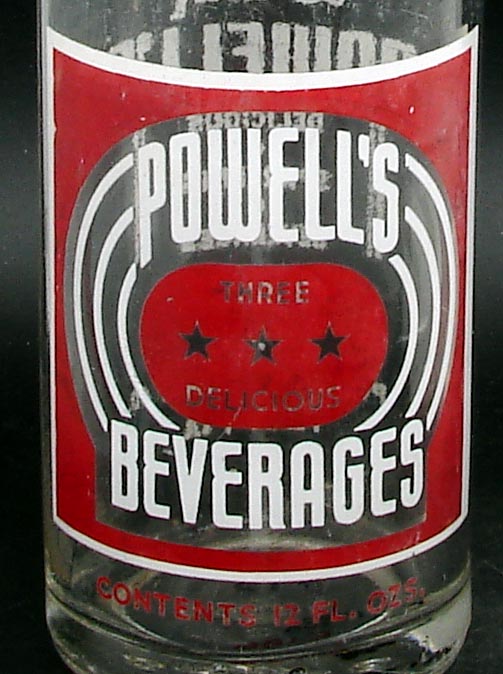 POWELL'S
THREE
DELICIOUS
BEVERAGES
CONTENTS 12 FL. OZS.